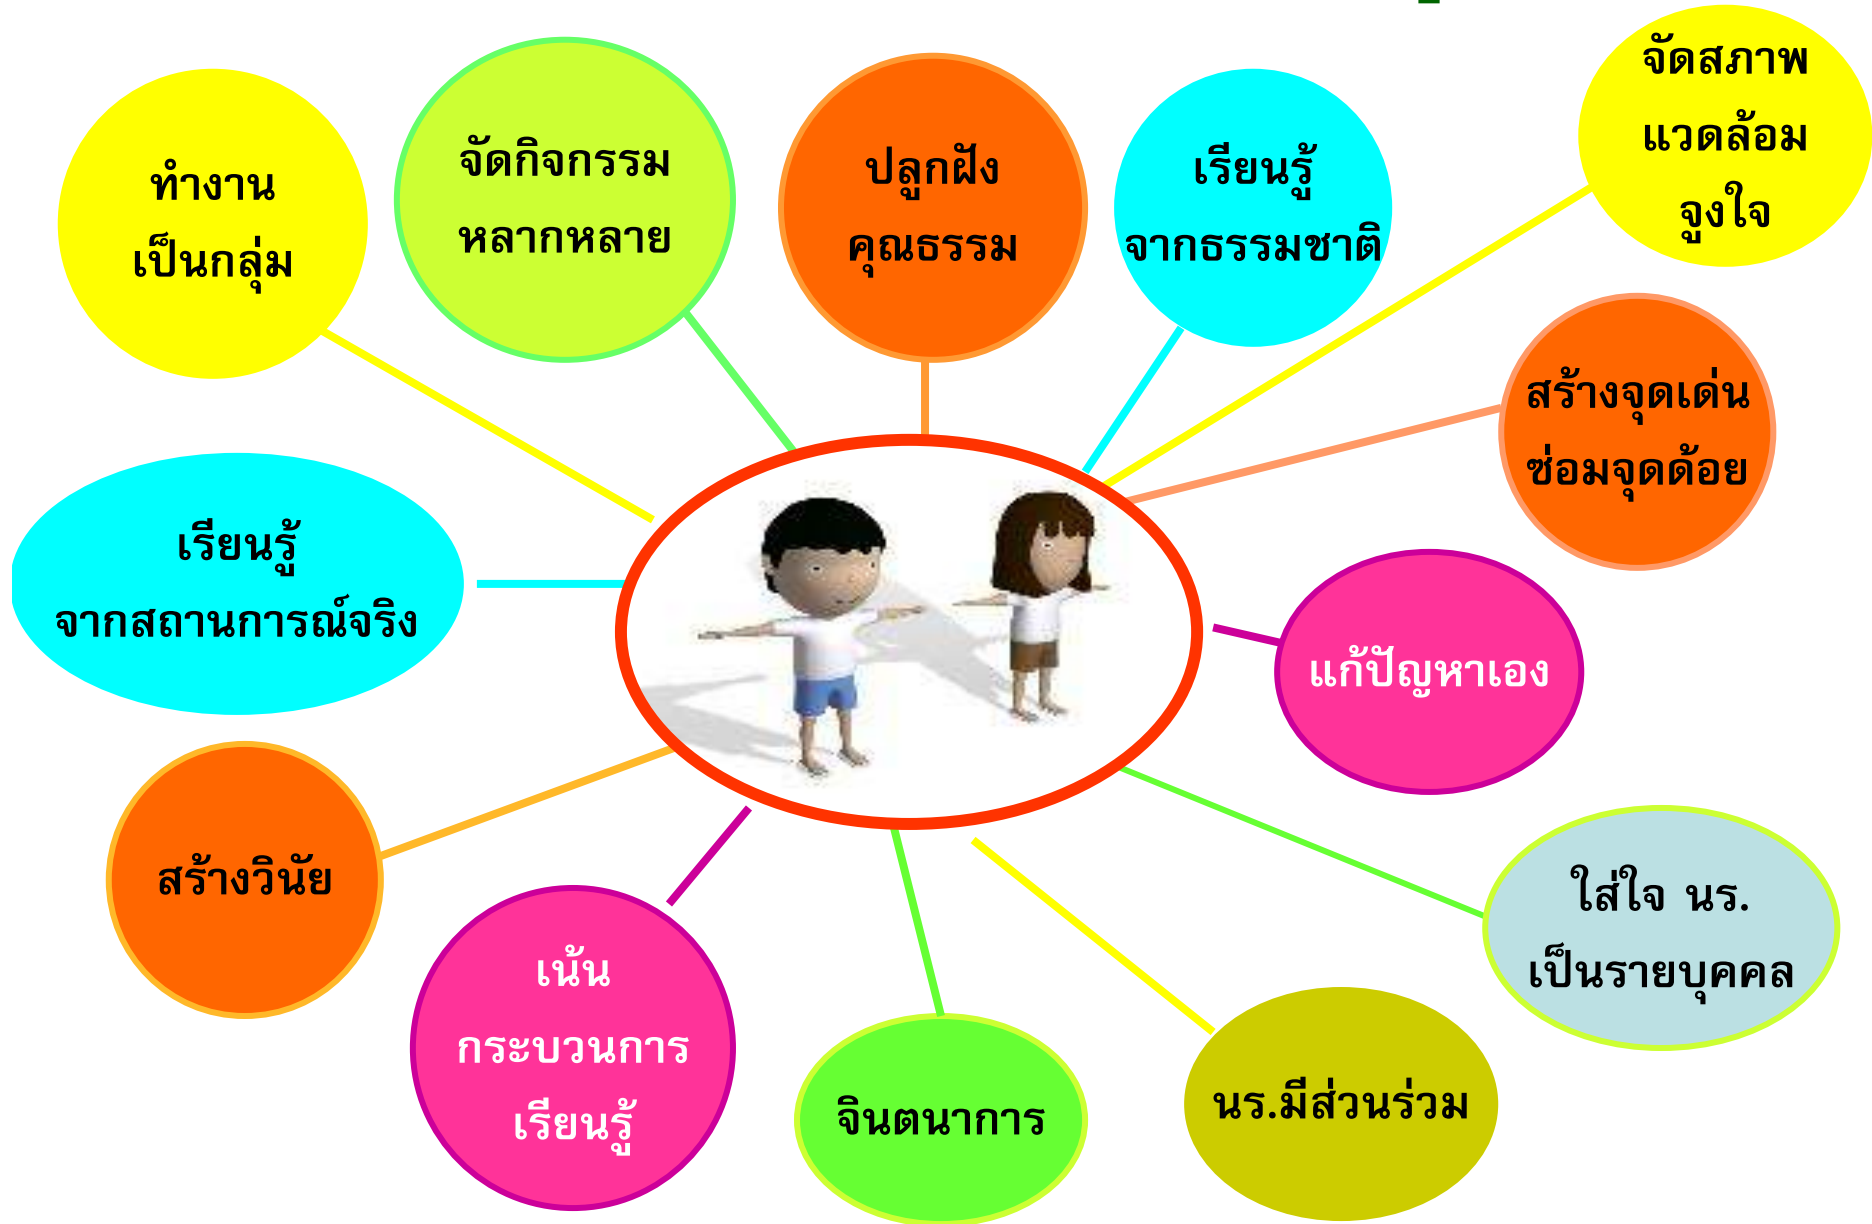 ทำงาน
เป็นกลุ่ม
จัดกิจกรรม
หลากหลาย
ปลูกฝัง
คุณธรรม
เรียนรู้
จากธรรมชาติ
จัดสภาพ
แวดล้อม
จูงใจ
สร้างจุดเด่น
ซ่อมจุดด้อย
เรียนรู้
จากสถานการณ์จริง
แก้ปัญหาเอง
สร้างวินัย
ใส่ใจ นร.
เป็นรายบุคคล
เน้น
กระบวนการ
เรียนรู้
จินตนาการ
นร.มีส่วนร่วม